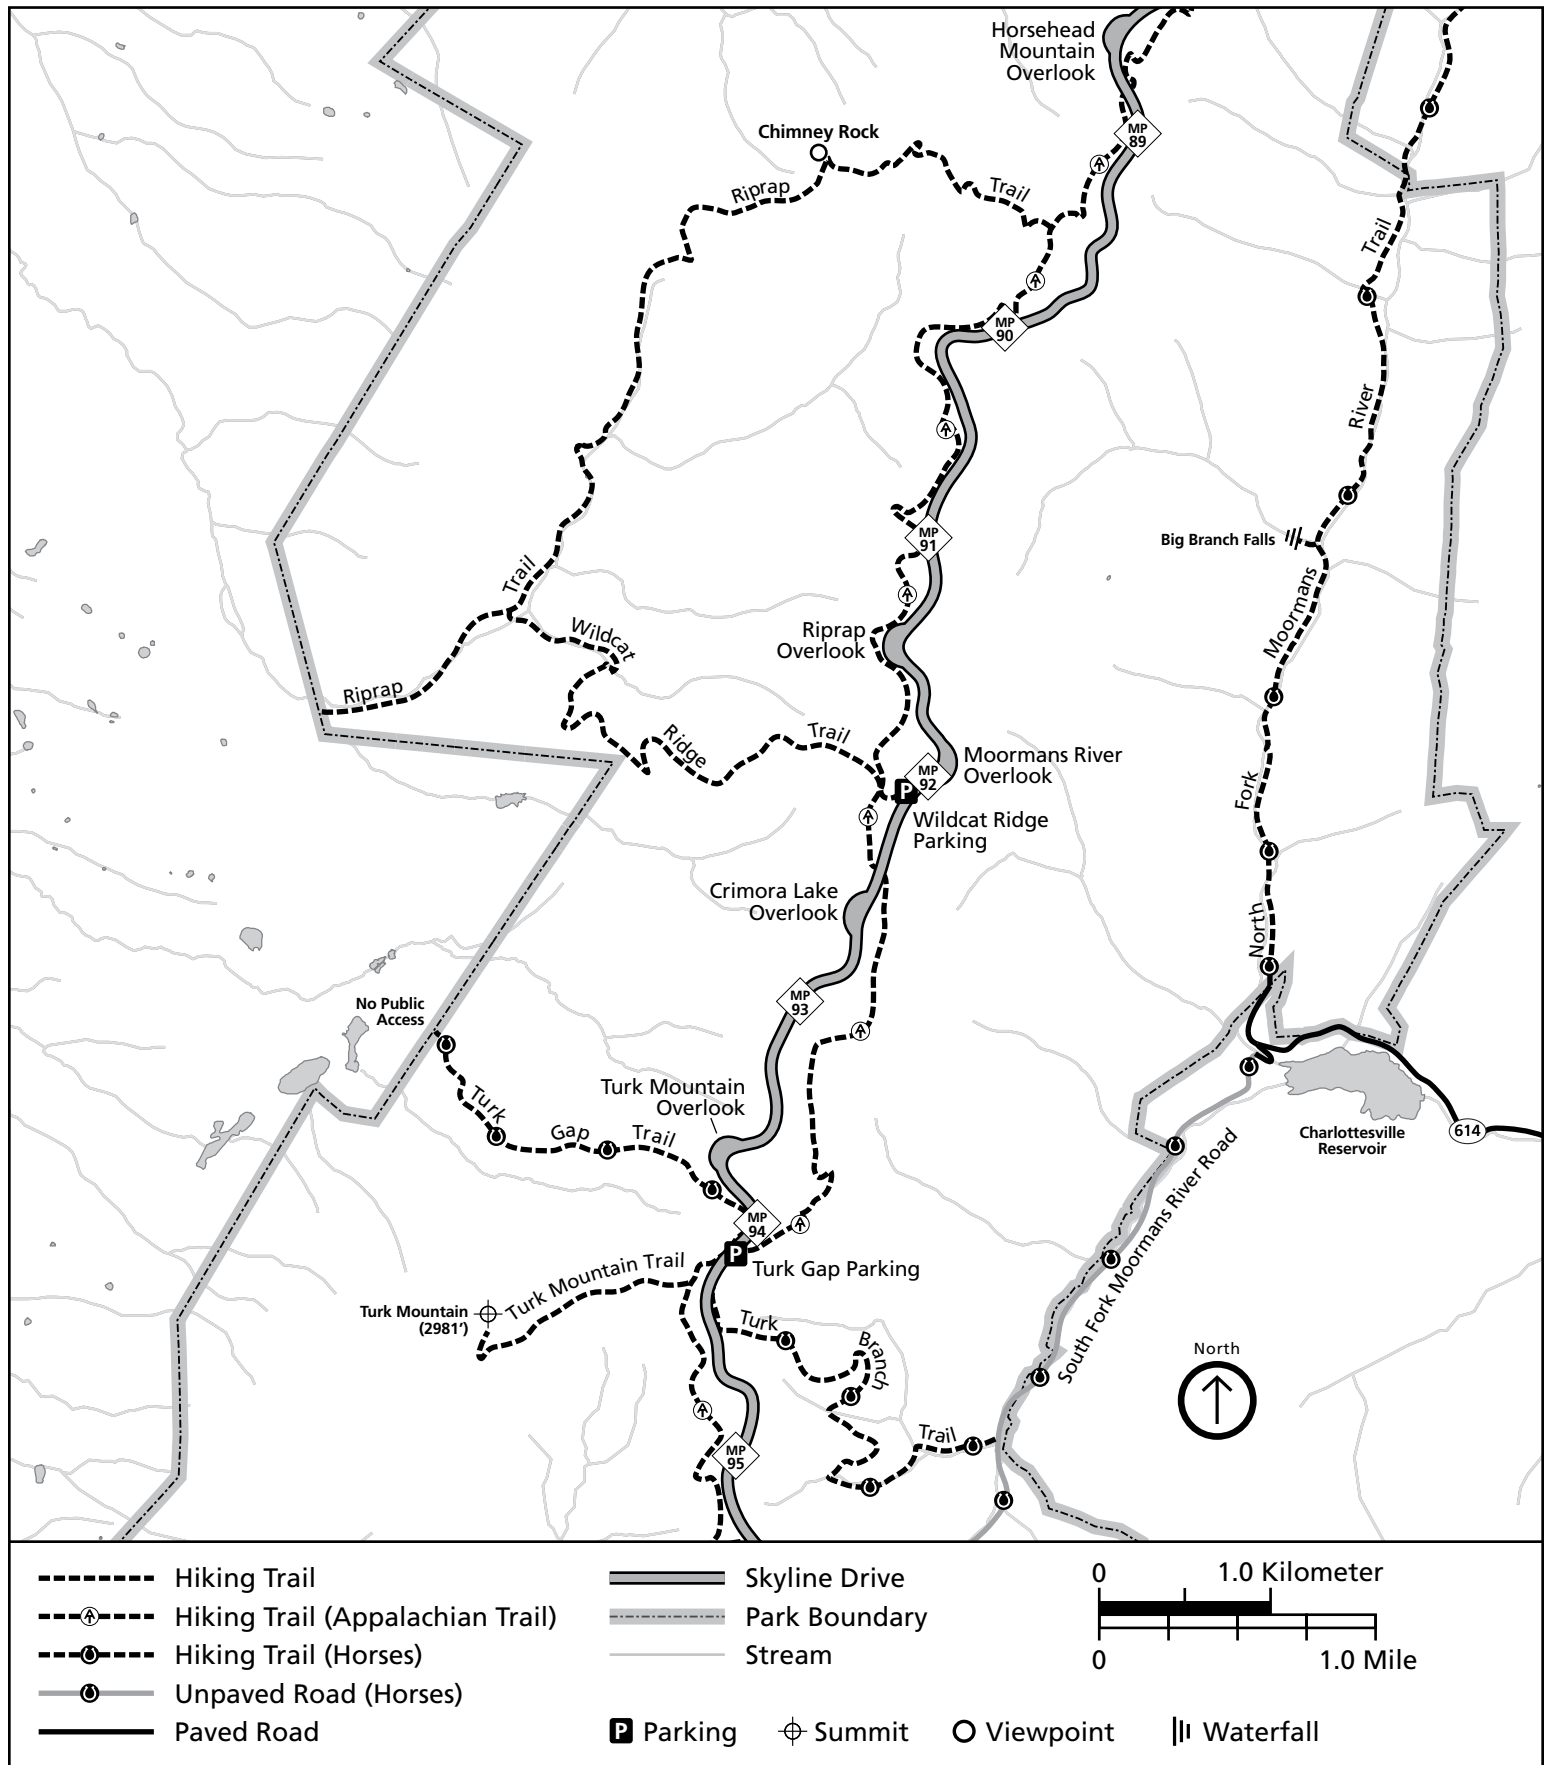 Horsehead
Mountain
Overlook
MP
89
Chimney Rock
Riprap
Trail
Trail
MP
90
River
MP
91
Big Branch Falls
Trail
Moormans
Wildcat
Riprap
Overlook
Riprap
Ridge
Trail
Moormans River
Overlook
MP
92
P
Fork
Wildcat Ridge
Parking
Crimora Lake
Overlook
North
MP
93
No Public
Access
Turk Mountain
Overlook
Turk
Gap
Trail
Charlottesville
Reservoir
614
South Fork Moormans River Road
MP
94
P
Turk Gap Parking
Turk Mountain Trail
Turk Mountain
(2981')
Turk
Branch
North
Trail
MP
95
Hiking Trail
Hiking Trail (Appalachian Trail)
Hiking Trail (Horses)
Unpaved Road (Horses)
Paved Road
Skyline Drive
Park Boundary
Stream
0
1.0 Kilometer
0
1.0 Mile
P Parking
Summit
Viewpoint
Waterfall